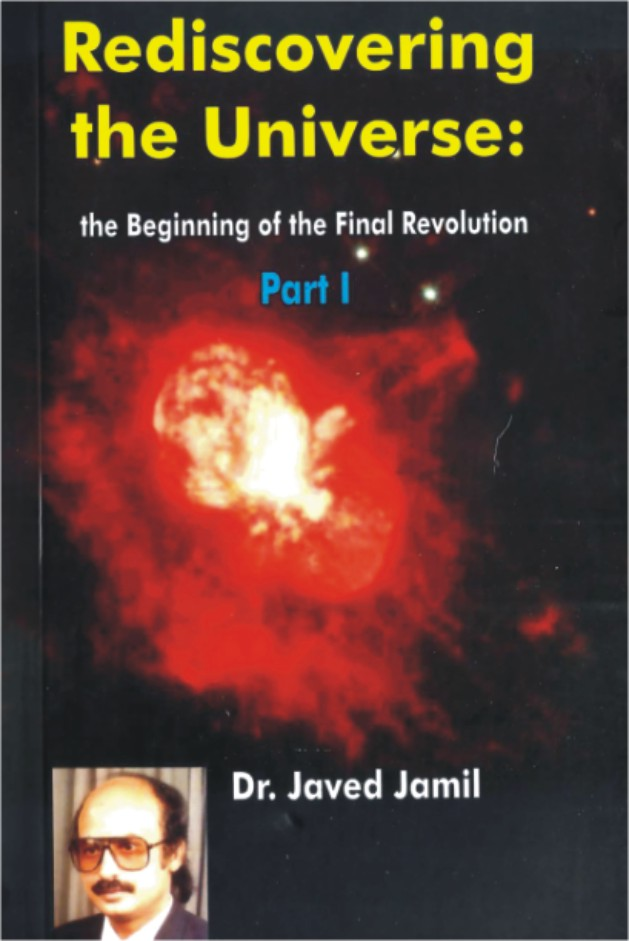 Rediscovering
the Universe:
the Beginning of the Final Revolution
Part I
Dr. Javed Jamil